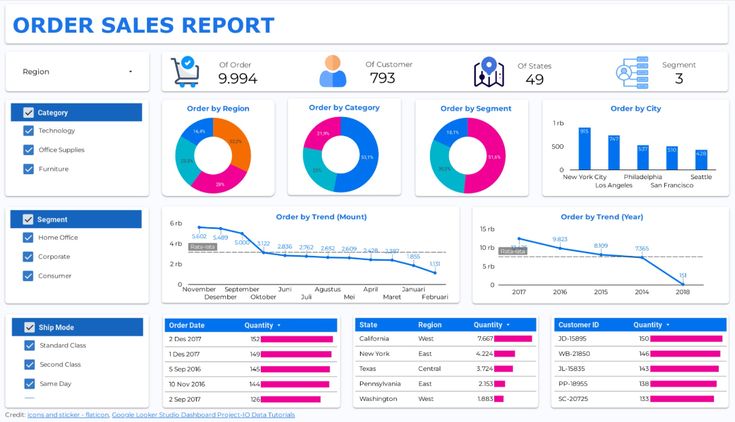 ORDER SALES REPORT
Region
Of Order
9.994
Of Customer
793
Of States
49
Segment
3
Category
Technology
Office Supplies
Furniture
Order by Region
16,4%
32,3%
29%
Order by Category
21,9%
53,1%
25%
Order by Segment
18,1%
51,6%
30,3%
Order by City
1 rb
500
0
915
747
537
510
428
New York City
Los Angeles
Philadelphia
San Francisco
Seattle
Segment
Home Office
Corporate
Consumer
Order by Trend (Mount)
6 rb
4 rb
2 rb
0
Rata-rata
5.602
5.489
5.000
3.122
2.836
2.762
2.652
2.609
2.428
2.387
1.855
1.131
November
Desember
September
Oktober
Juni
Juli
Agustus
Mei
April
Maret
Januari
Februari
Order by Trend (Year)
15 rb
10 rb
5 rb
0
Rata-rata
9.823
8.109
7.365
151
2017
2016
2015
2014
2018
Ship Mode
Standard Class
Second Class
Same Day
Order Date Quantity
2 Des 2017 152
1 Des 2017 149
5 Sep 2016 145
10 Nov 2016 144
2 Sep 2017 126
State Region Quantity
California West 7.667
New York East 4.224
Texas Central 3.724
Pennsylvania East 2.153
Washington West 1.883
Customer ID Quantity
JD-15895 150
WB-21850 146
JL-15835 143
PP-18955 138
SC-20725 133
Credit: icons and sticker - flaticon, Google Looker Studio Dashboard Project-IO Data Tutorials